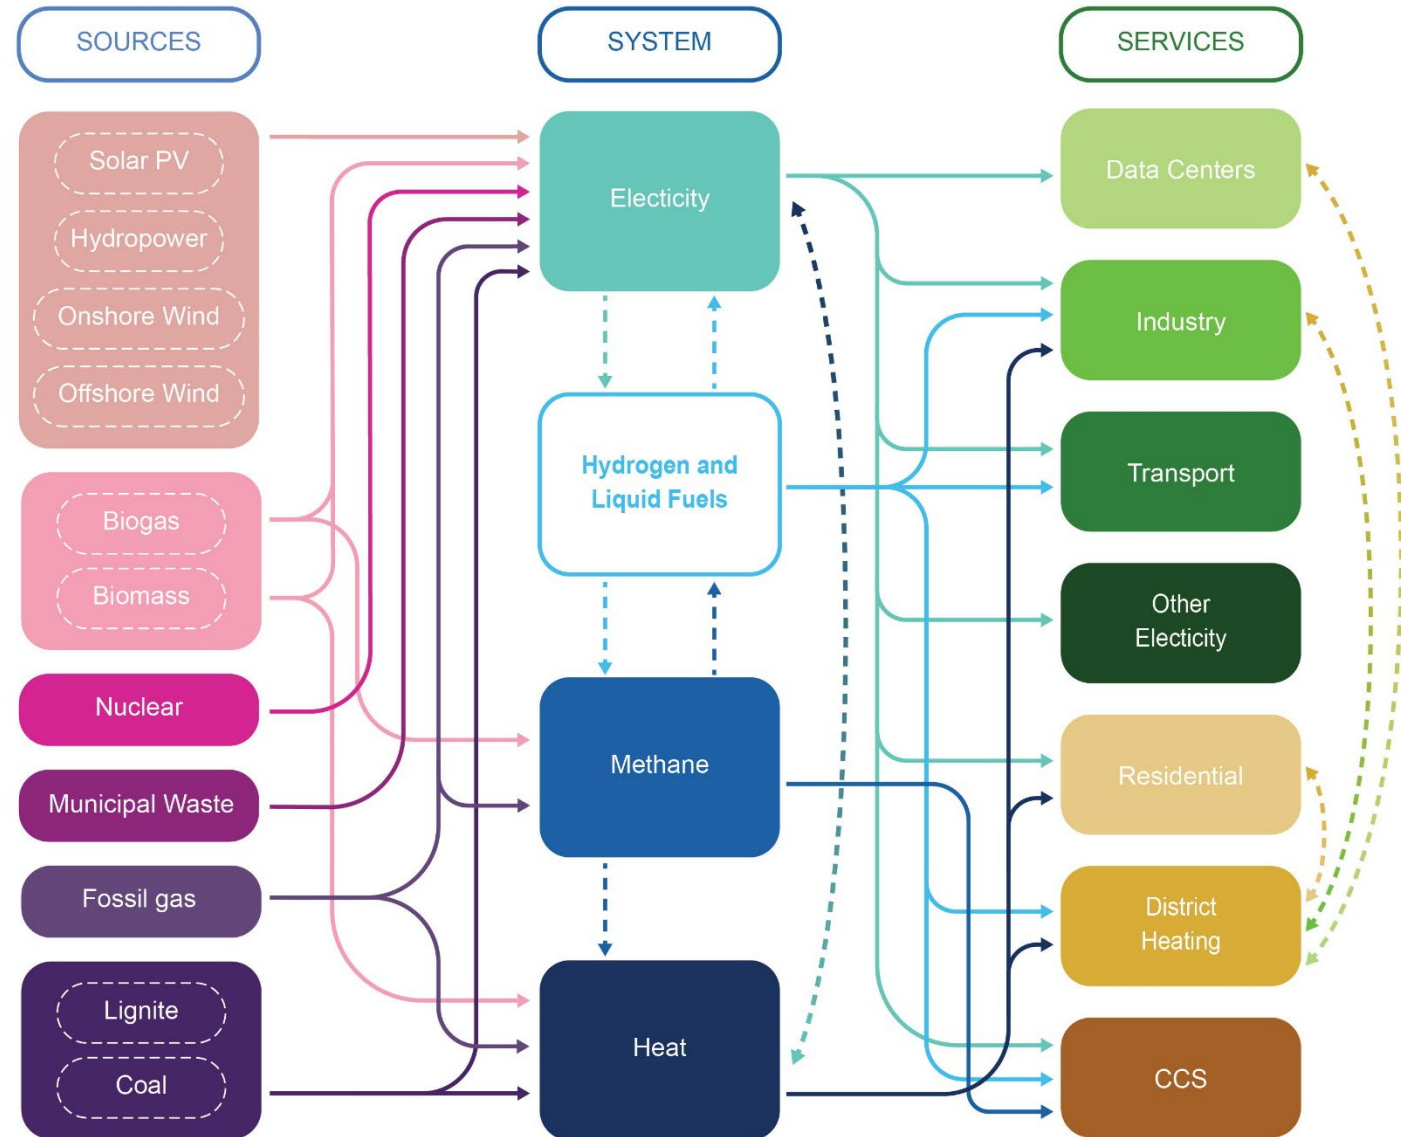 SOURCES
SYSTEM
SERVICES
Solar PV
Hydropower
Onshore Wind
Offshore Wind
Biogas
Biomass
Nuclear
Municipal Waste
Fossil gas
Lignite
Coal
Electicity
Hydrogen and
Liquid Fuels
Methane
Heat
Data Centers
Industry
Transport
Other
Electicity
Residential
District
Heating
CCS